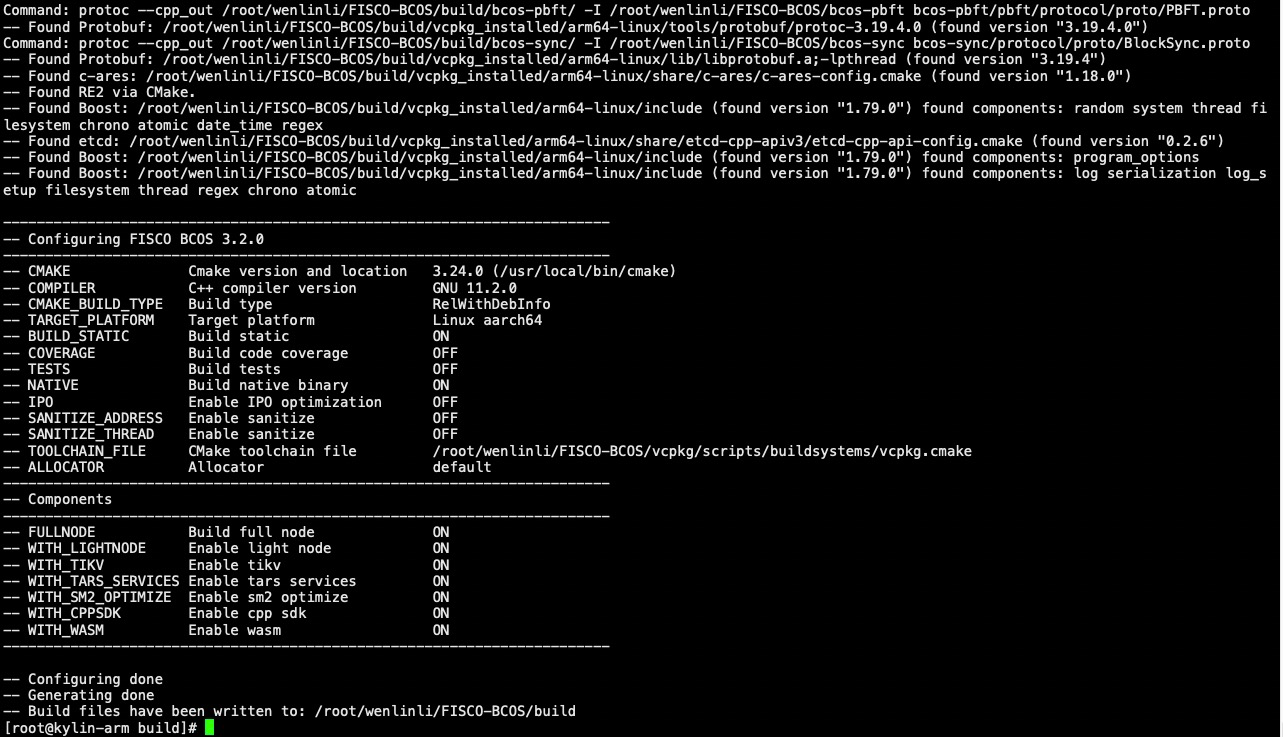 Command: protoc --cpp_out /root/wenlinli/FISCO-BCOS/build/bcos-pbft/ -I /root/wenlinli/FISCO-BCOS/bcos-pbft bcos-pbft/pbft/protocol/proto/PBFT.proto
-- Found Protobuf: /root/wenlinli/FISCO-BCOS/build/vcpkg_installed/arm64-linux/tools/protobuf/protoc-3.19.4.0 (found version "3.19.4.0")
Command: protoc --cpp_out /root/wenlinli/FISCO-BCOS/build/bcos-sync/ -I /root/wenlinli/FISCO-BCOS/bcos-sync bcos-sync/protocol/proto/BlockSync.proto
-- Found Protobuf: /root/wenlinli/FISCO-BCOS/build/vcpkg_installed/arm64-linux/lib/libprotobuf.a;-lpthread (found version "3.19.4")
-- Found c-ares: /root/wenlinli/FISCO-BCOS/build/vcpkg_installed/arm64-linux/share/c-ares/c-ares-config.cmake (found version "1.18.0")
-- Found RE2 via CMake.
-- Found Boost: /root/wenlinli/FISCO-BCOS/build/vcpkg_installed/arm64-linux/include (found version "1.79.0") found components: random system thread fi
lesystem chrono atomic date_time regex
-- Found etcd: /root/wenlinli/FISCO-BCOS/build/vcpkg_installed/arm64-linux/share/etcd-cpp-apiv3/etcd-cpp-api-config.cmake (found version "0.2.6")
-- Found Boost: /root/wenlinli/FISCO-BCOS/build/vcpkg_installed/arm64-linux/include (found version "1.79.0") found components: program_options
-- Found Boost: /root/wenlinli/FISCO-BCOS/build/vcpkg_installed/arm64-linux/include (found version "1.79.0") found components: log serialization log_s
etup filesystem thread regex chrono atomic
------------------------------------------------------------------------
-- Configuring FISCO BCOS 3.2.0
------------------------------------------------------------------------
-- CMAKE Cmake version and location 3.24.0 (/usr/local/bin/cmake)
-- COMPILER C++ compiler version GNU 11.2.0
-- CMAKE_BUILD_TYPE Build type RelWithDebInfo
-- TARGET_PLATFORM Target platform Linux aarch64
-- BUILD_STATIC Build static ON
-- COVERAGE Build code coverage OFF
-- TESTS Build tests OFF
-- NATIVE Build native binary ON
-- IPO Enable IPO optimization OFF
-- SANITIZE_ADDRESS Enable sanitize OFF
-- SANITIZE_THREAD Enable sanitize OFF
-- TOOLCHAIN_FILE CMake toolchain file /root/wenlinli/FISCO-BCOS/vcpkg/scripts/buildsystems/vcpkg.cmake
-- ALLOCATOR Allocator default
------------------------------------------------------------------------
-- Components
------------------------------------------------------------------------
-- FULLNODE Build full node ON
-- WITH_LIGHTNODE Enable light node ON
-- WITH_TIKV Enable tikv ON
-- WITH_TARS_SERVICES Enable tars services ON
-- WITH_SM2_OPTIMIZE Enable sm2 optimize ON
-- WITH_CPPSDK Enable cpp sdk ON
-- WITH_WASM Enable wasm ON
------------------------------------------------------------------------
-- Configuring done
-- Generating done
-- Build files have been written to: /root/wenlinli/FISCO-BCOS/build
[root@kylin-arm build]#